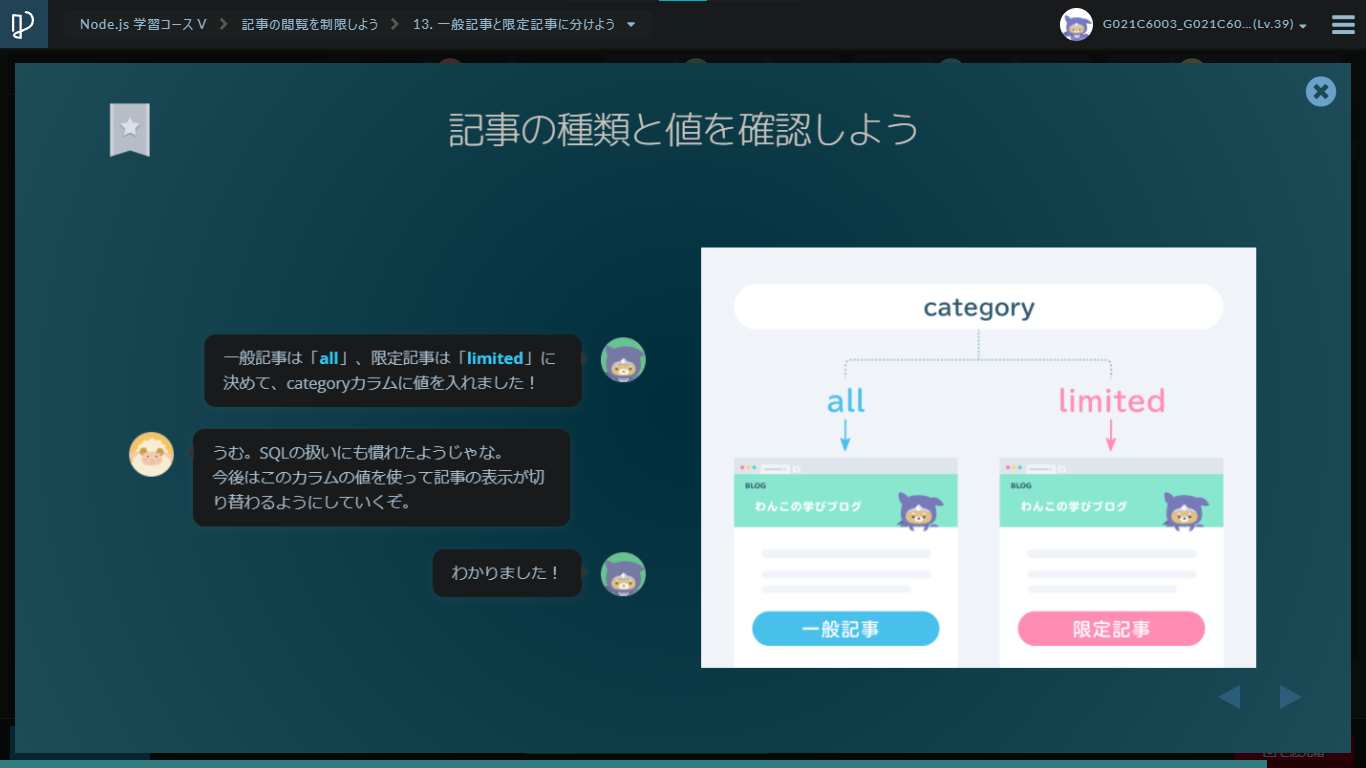 Node.js 学習コース V
記事の閲覧を制限しよう
13. 一般記事と限定記事に分けよう
G021C6003_G021C60...(Lv.39)
記事の種類と値を確認しよう
一般記事は「all」、限定記事は「limited」に
決めて、categoryカラムに値を入れました！
うむ。SQLの扱いにも慣れたようじゃな。
今後はこのカラムの値を使って記事の表示が切
り替わるようにしていくぞ。
わかりました！
category
all
limited
BLOG
わんこの学びブログ
一般記事
BLOG
わんこの学びブログ
限定記事